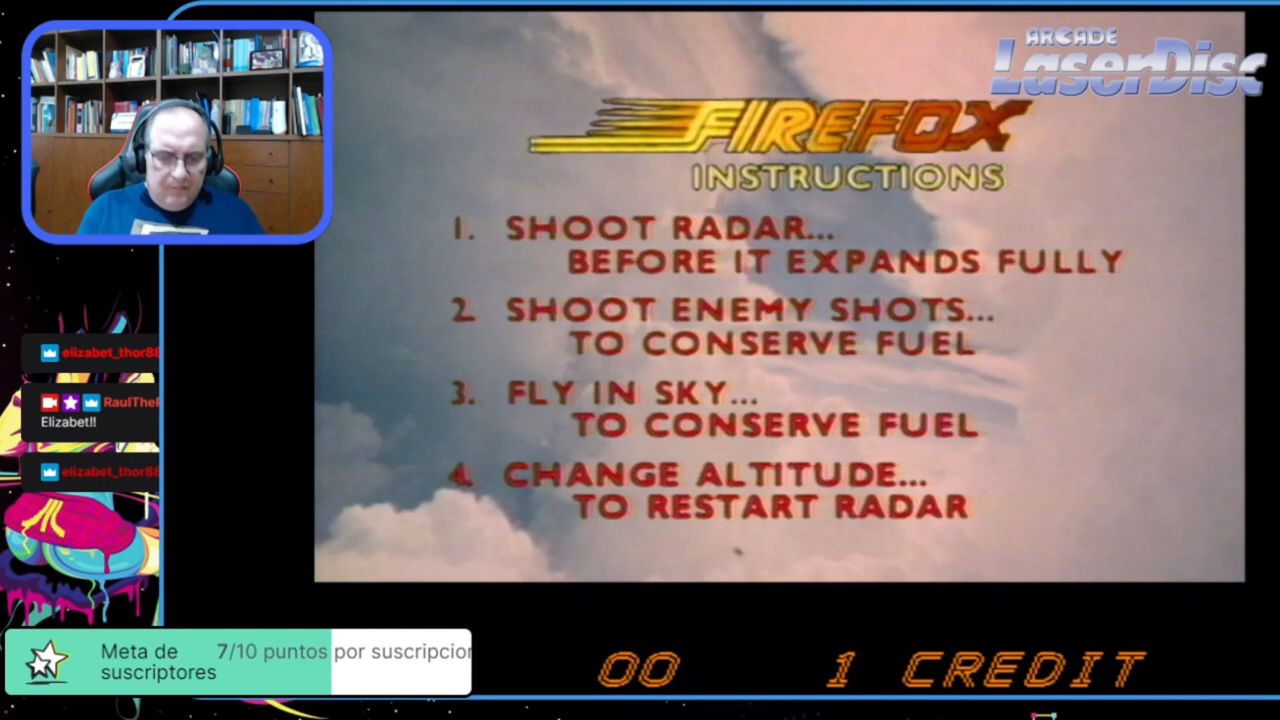 ARCADE
LaserDisc
FIREFOX
INSTRUCTIONS
1. SHOOT RADAR...
BEFORE IT EXPANDS FULLY
2. SHOOT ENEMY SHOTS...
TO CONSERVE FUEL
3. FLY IN SKY...
TO CONSERVE FUEL
4. CHANGE ALTITUDE...
TO RESTART RADAR
elizabet_thor88
Elizabet!!
elizabet_thor88
Meta de suscriptores
7/10 puntos por suscripcion
00 1 CREDIT